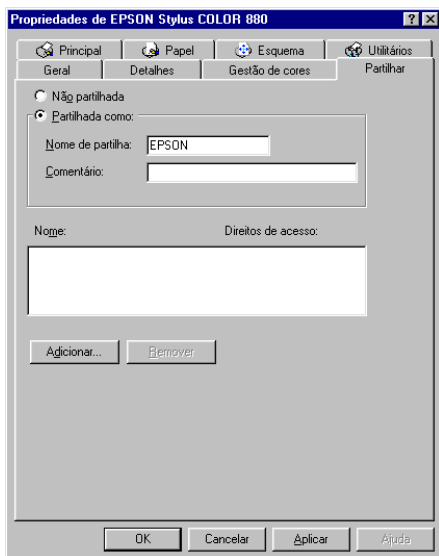 Propriedades de EPSON Stylus COLOR 880
Principal Papel Esquema Utilitários
Geral Detalhes Gestão de cores Partilhar
Não partilhada
Partilhada como:
Nome de partilha: EPSON
Comentário:
Nome: Direitos de acesso:
Adicionar... Remover
OK Cancelar Aplicar Ajuda